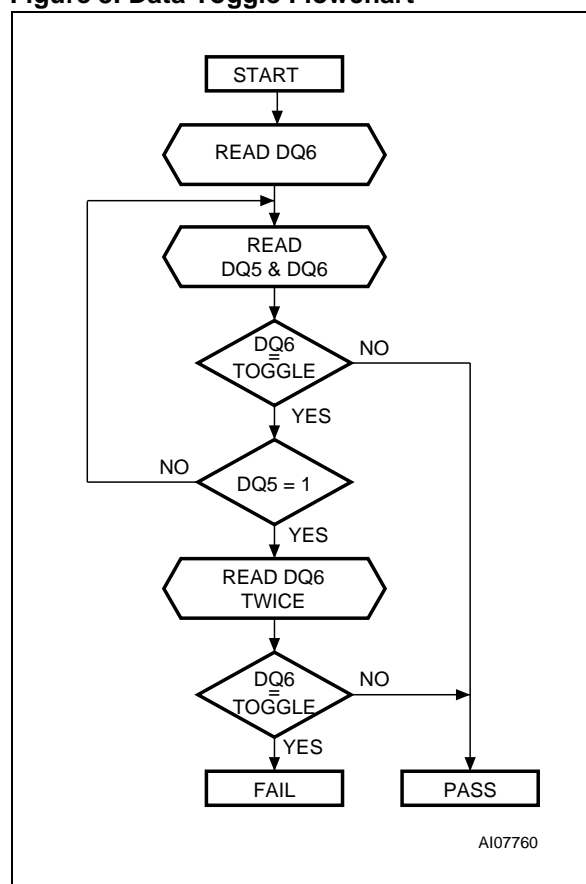 Figure 8. Data Toggle Flowchart
START
READ DQ6
READ
DQ5 & DQ6
DQ6
=
TOGGLE
NO
YES
NO
DQ5 = 1
YES
READ DQ6
TWICE
DQ6
=
TOGGLE
NO
YES
FAIL
PASS
AI07760